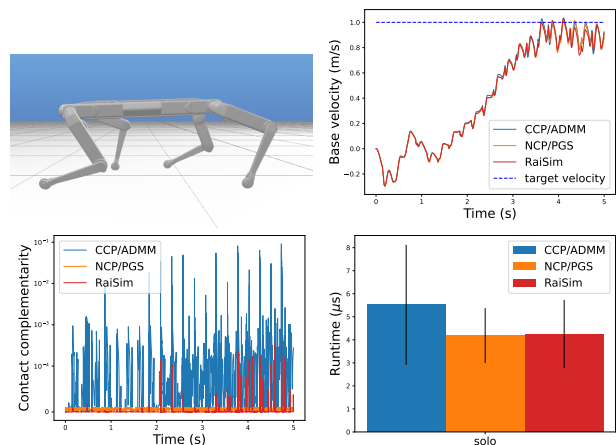 1.0
0.8
0.6
0.4
0.2
0.0
−0.2
Base velocity (m/s)
CCP/ADMM
NCP/PGS
RaiSim
target velocity
0 1 2 3 4 5
Time (s)
10⁻¹
10⁻²
10⁻³
10⁻⁴
0
Contact complementarity
CCP/ADMM
NCP/PGS
RaiSim
0 1 2 3 4 5
Time (s)
8
7
6
5
4
3
2
1
0
Runtime (μs)
CCP/ADMM
NCP/PGS
RaiSim
solo